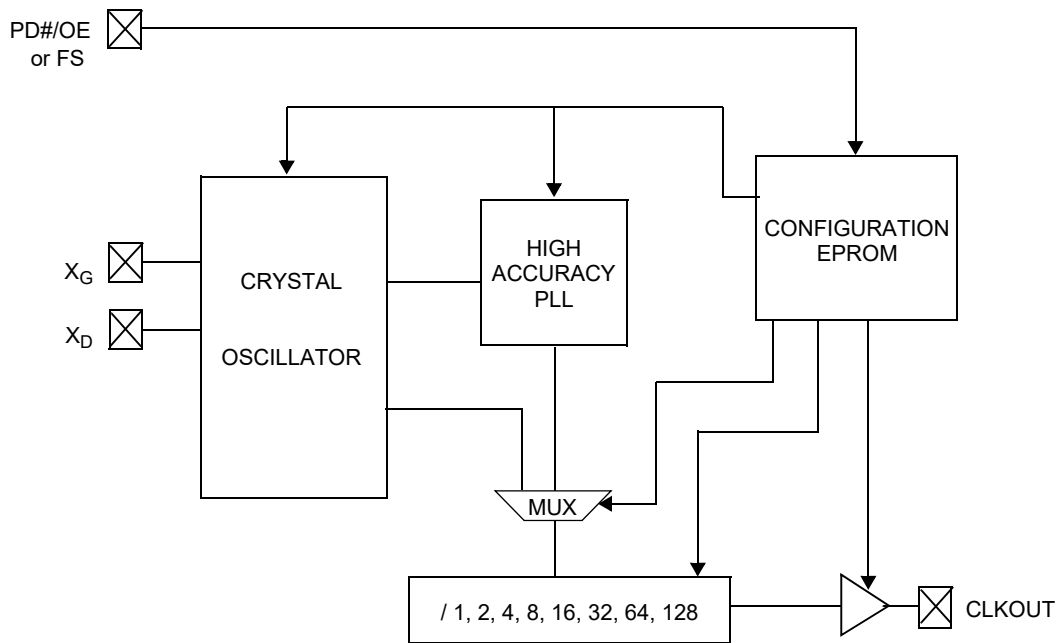 PD#/OE
or FS
CONFIGURATION
EPROM
HIGH
ACCURACY
PLL
X_G
CRYSTAL
X_D
OSCILLATOR
MUX
/ 1, 2, 4, 8, 16, 32, 64, 128
CLKOUT